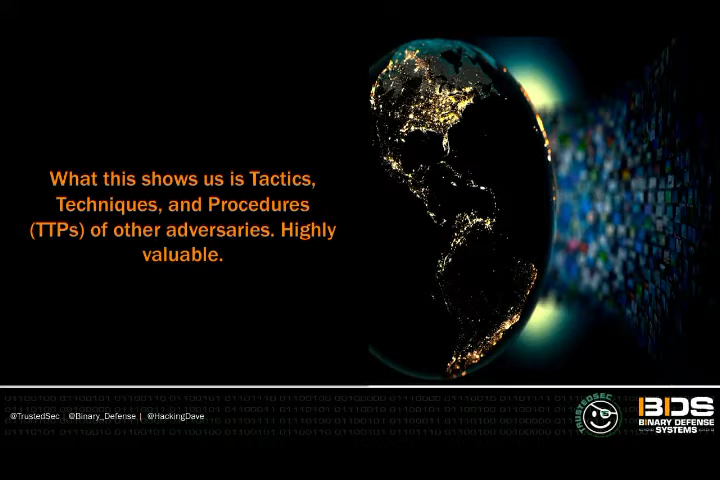 What this shows us is Tactics,
Techniques, and Procedures
(TTPs) of other adversaries. Highly
valuable.
@TrustedSec | @Binary_Defense | @HackingDave
TRUSTEDSEC
BDS
BINARY DEFENSE
SYSTEMS